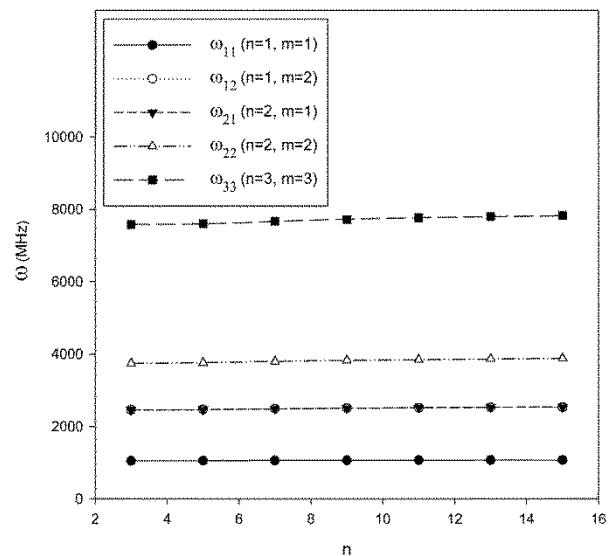 ω11 (n=1, m=1)
ω12 (n=1, m=2)
ω21 (n=2, m=1)
ω22 (n=2, m=2)
ω33 (n=3, m=3)
10000
8000
6000
4000
2000
0
ω (MHz)
2 4 6 8 10 12 14 16
n